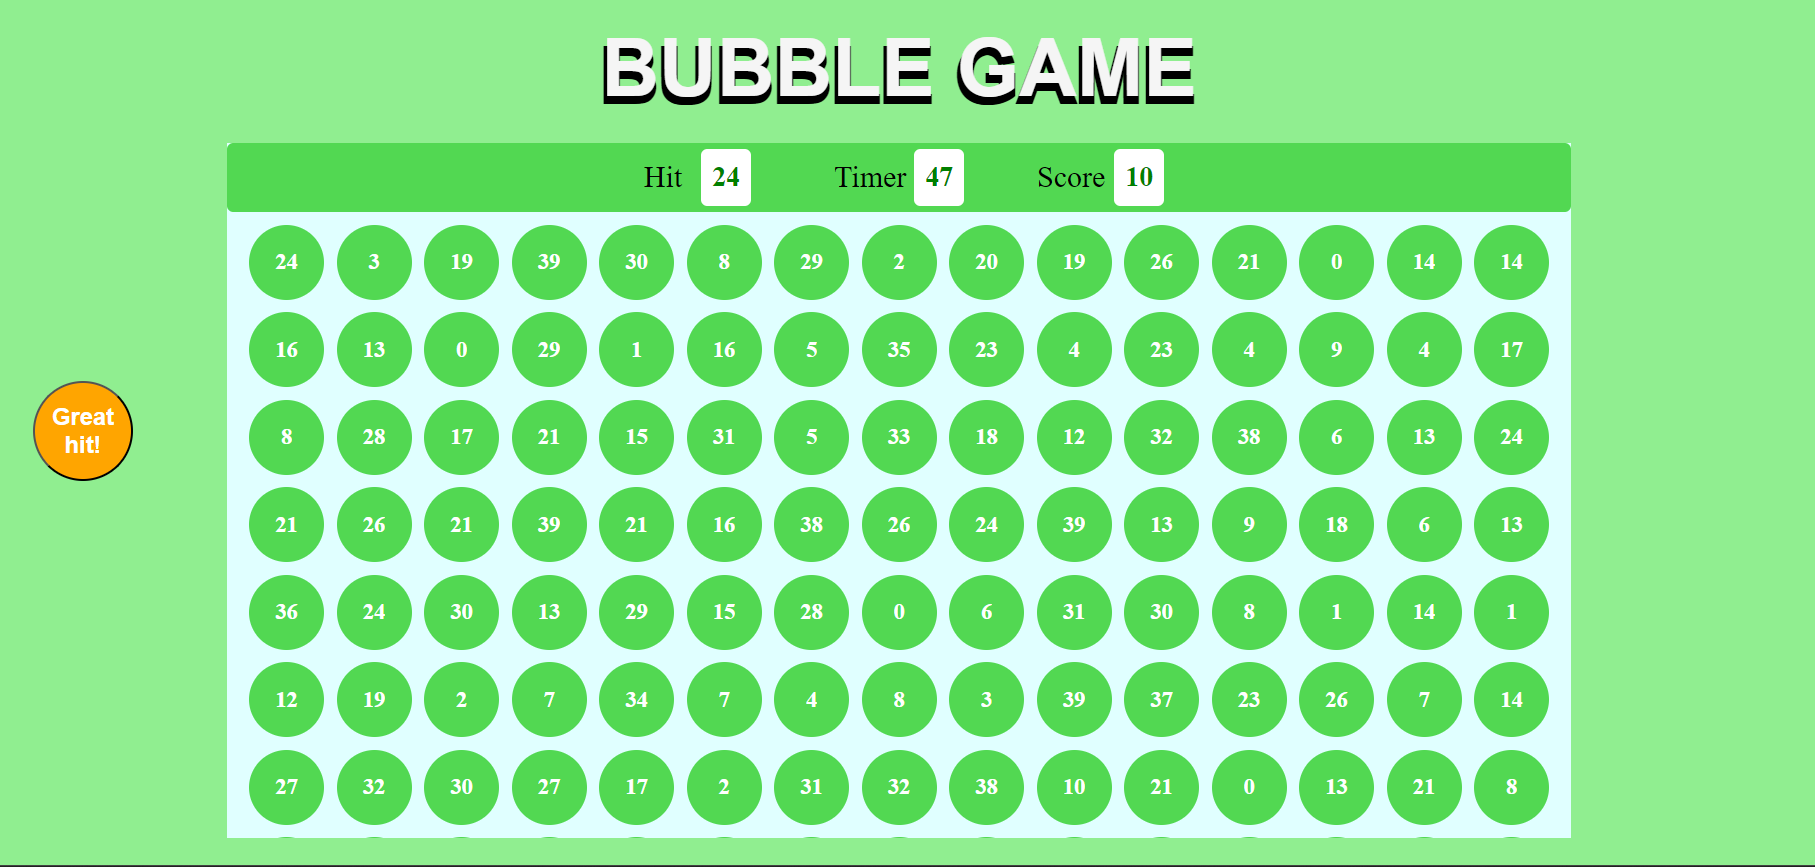 BUBBLE GAME
Hit 24 Timer 47 Score 10
24 3 19 39 30 8 29 2 20 19 26 21 0 14 14
16 13 0 29 1 16 5 35 23 4 23 4 9 4 17
Great
hit!
8 28 17 21 15 31 5 33 18 12 32 38 6 13 24
21 26 21 39 21 16 38 26 24 39 13 9 18 6 13
36 24 30 13 29 15 28 0 6 31 30 8 1 14 1
12 19 2 7 34 7 4 8 3 39 37 23 26 7 14
27 32 30 27 17 2 31 32 38 10 21 0 13 21 8